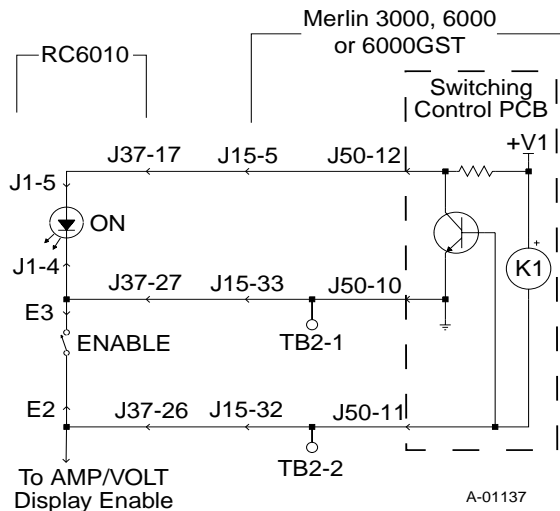 Merlin 3000, 6000
or 6000GST
RC6010
Switching
Control PCB
+V1
J37-17
J15-5
J50-12
J1-5
ON
+
K1
J1-4
J37-27
J15-33
J50-10
E3
TB2-1
ENABLE
E2
J37-26
J15-32
J50-11
TB2-2
To AMP/VOLT
Display Enable
A-01137